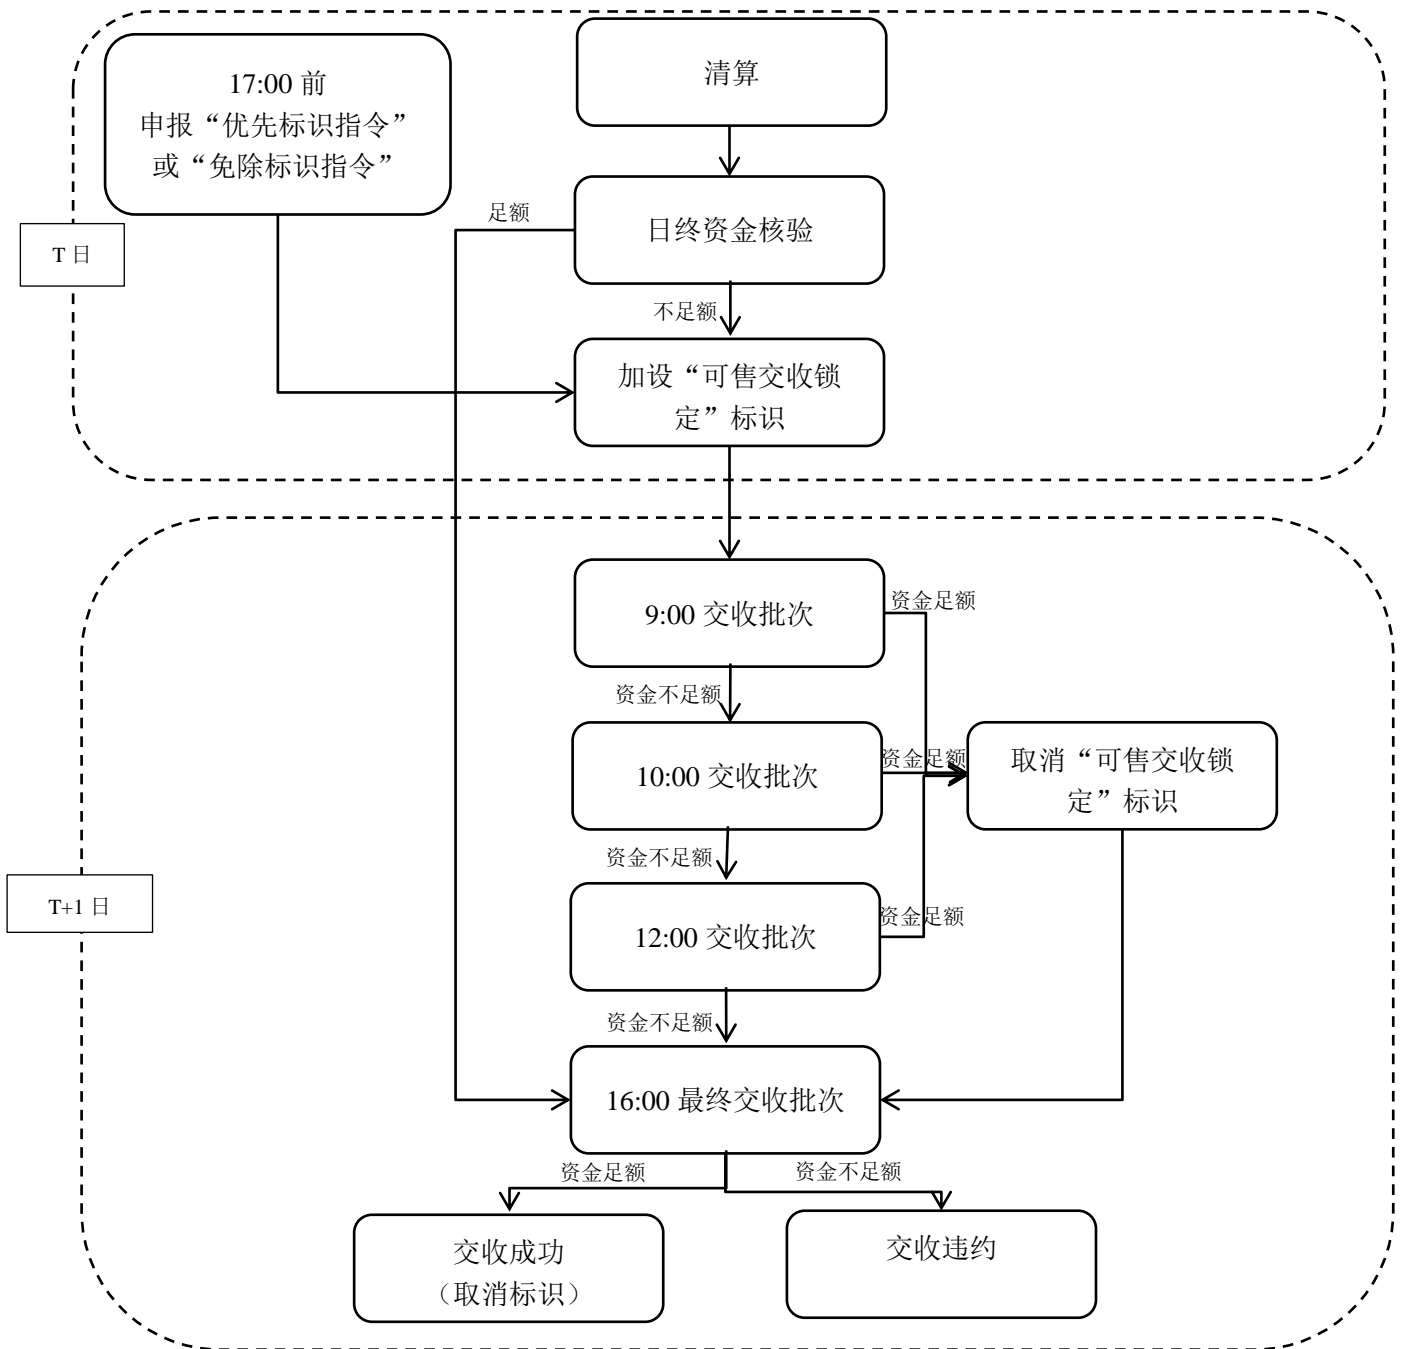 清算
17:00 前
申报“优先标识指令”
或“免除标识指令”
足额
日终资金核验
T 日
不足额
加设“可售交收锁
定”标识
9:00 交收批次
资金足额
资金不足额
10:00 交收批次
资金足额
取消“可售交收锁
定”标识
资金不足额
T+1 日
12:00 交收批次
资金足额
资金不足额
16:00 最终交收批次
资金足额
资金不足额
交收成功
（取消标识）
交收违约